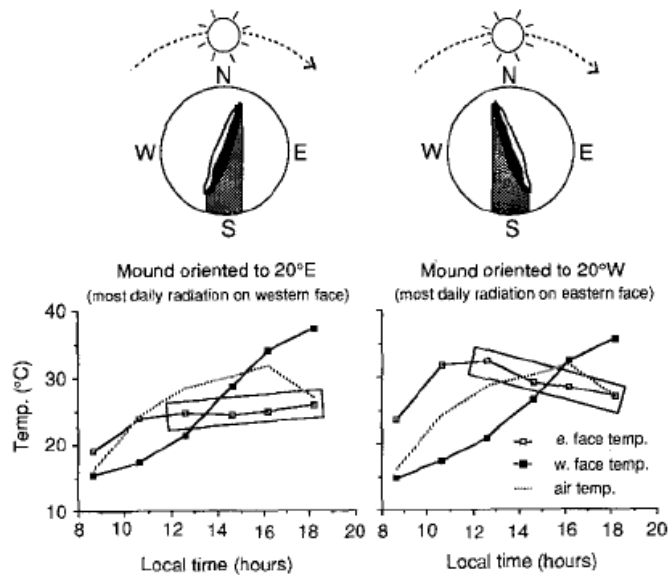 N
W
E
S
N
W
E
S
Mound oriented to 20°E
(most daily radiation on western face)
Mound oriented to 20°W
(most daily radiation on eastern face)
Temp. (°C)
40
30
20
10
8 10 12 14 16 18 20
Local time (hours)
e. face temp.
w. face temp.
air temp.
8 10 12 14 16 18 20
Local time (hours)